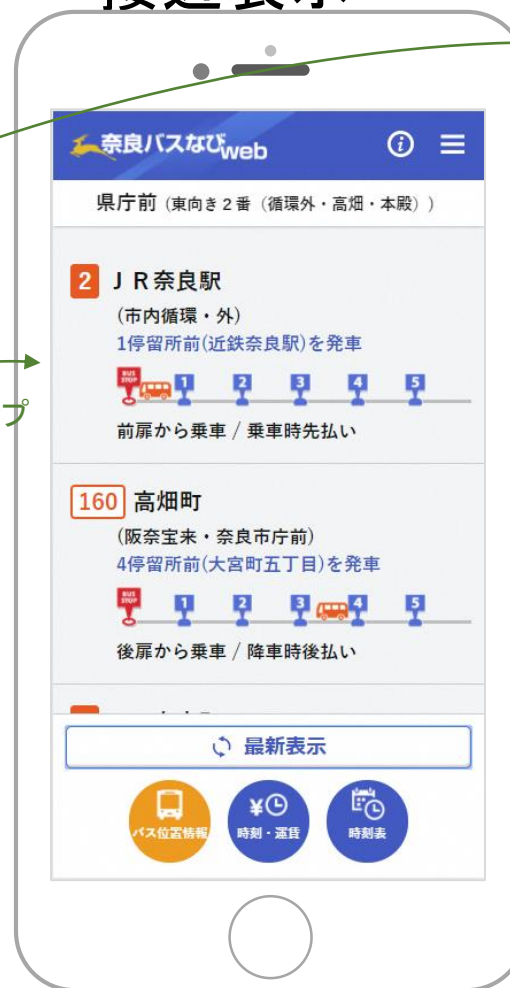 接近表示
奈良バスなびweb
県庁前(東向き2番(循環外・高畑・本殿))
2 JR奈良駅
(市内循環・外)
1停留所前(近鉄奈良駅)を発車
BUS STOP 1 2 3 4 5
前扉から乗車 / 乗車時先払い
160 高畑町
(阪奈宝来・奈良市庁前)
4停留所前(大宮町五丁目)を発車
BUS STOP 1 2 3 4 5
後扉から乗車 / 降車時後払い
最新表示
バス位置情報 時刻・運賃 時刻表
プ